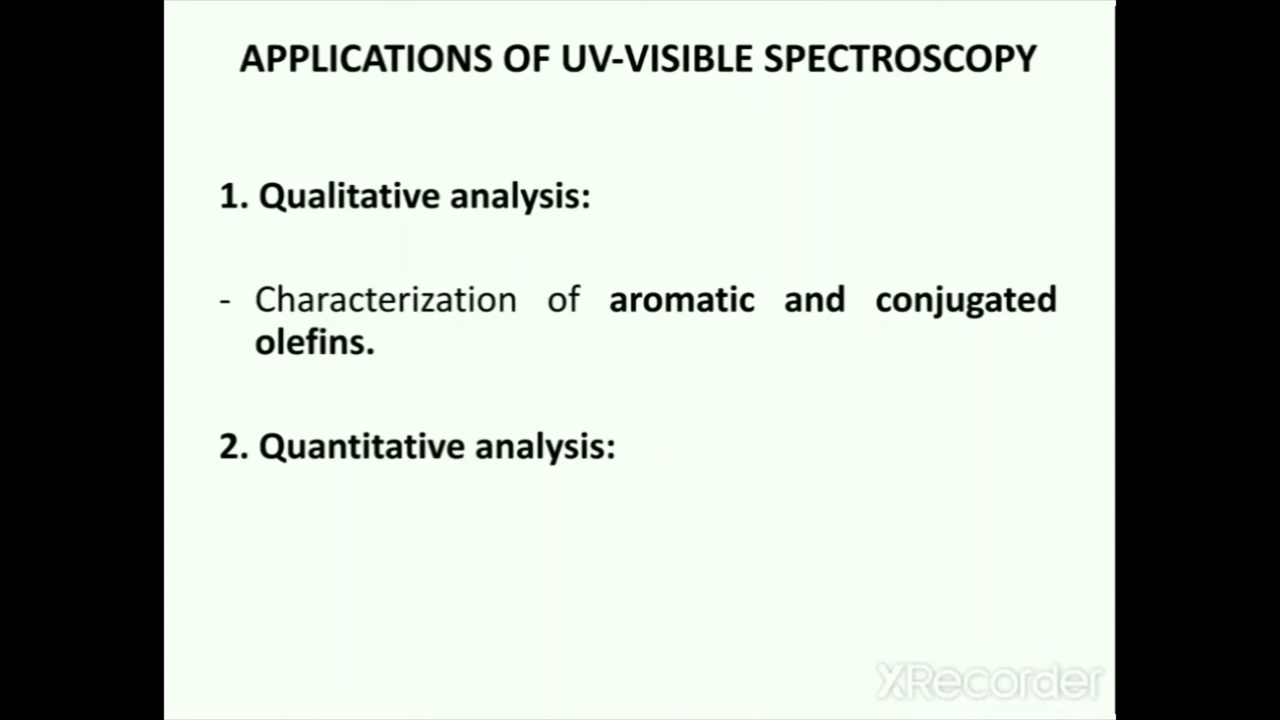 APPLICATIONS OF UV-VISIBLE SPECTROSCOPY
1. Qualitative analysis:
- Characterization of aromatic and conjugated
olefins.
2. Quantitative analysis:
XRecorder